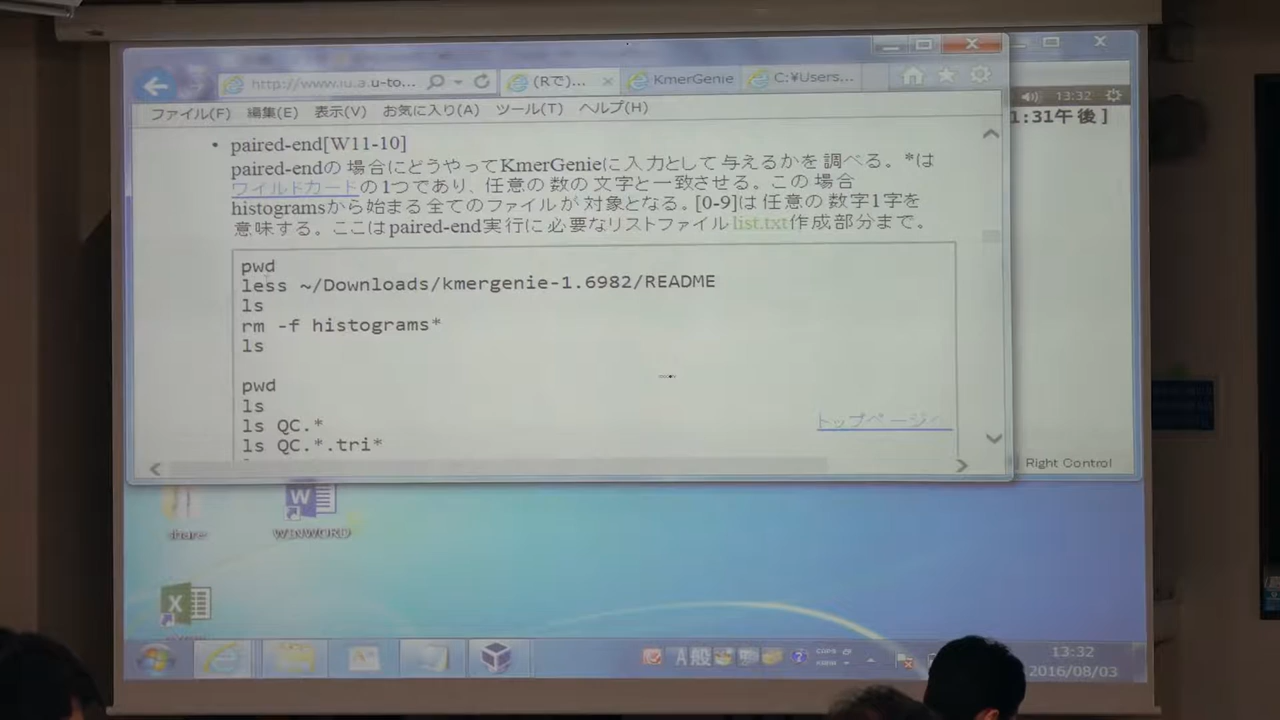 http://www.iu.a.u-to...
(Rで)...
KmerGenie
C:¥Users...
ファイル(F) 編集(E) 表示(V) お気に入り(A) ツール(T) ヘルプ(H)
13:32
1:31午後]
• paired-end[W11-10]
paired-endの場合にどうやってKmerGenieに入力として与えるかを調べる。*は
ワイルドカードの1つであり、任意の数の文字と一致させる。この場合
histogramsから始まる全てのファイルが対象となる。[0-9]は任意の数字1字を
意味する。ここはpaired-end実行に必要なリストファイルlist.txt作成部分まで。
pwd
less ~/Downloads/kmergenie-1.6982/README
ls
rm -f histograms*
ls
pwd
ls
ls QC.*
ls QC.*.tri*
トップページへ
Right Control
share
WINWORD
A般
13:32
2016/08/03